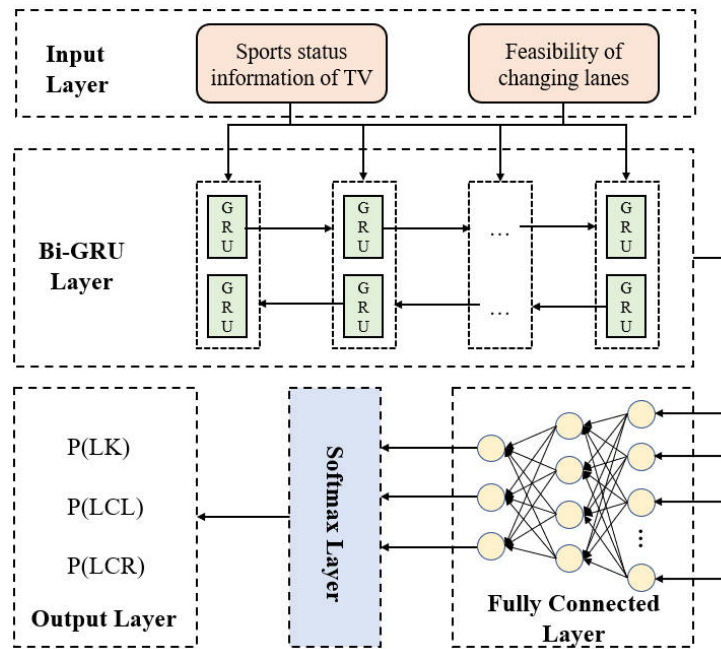 Input
Layer
Sports status
information of TV
Feasibility of
changing lanes
Bi-GRU
Layer
G
R
U
G
R
U
...
G
R
U
G
R
U
G
R
U
...
G
R
U
P(LK)
P(LCL)
P(LCR)
Output Layer
Softmax Layer
...
Fully Connected
Layer